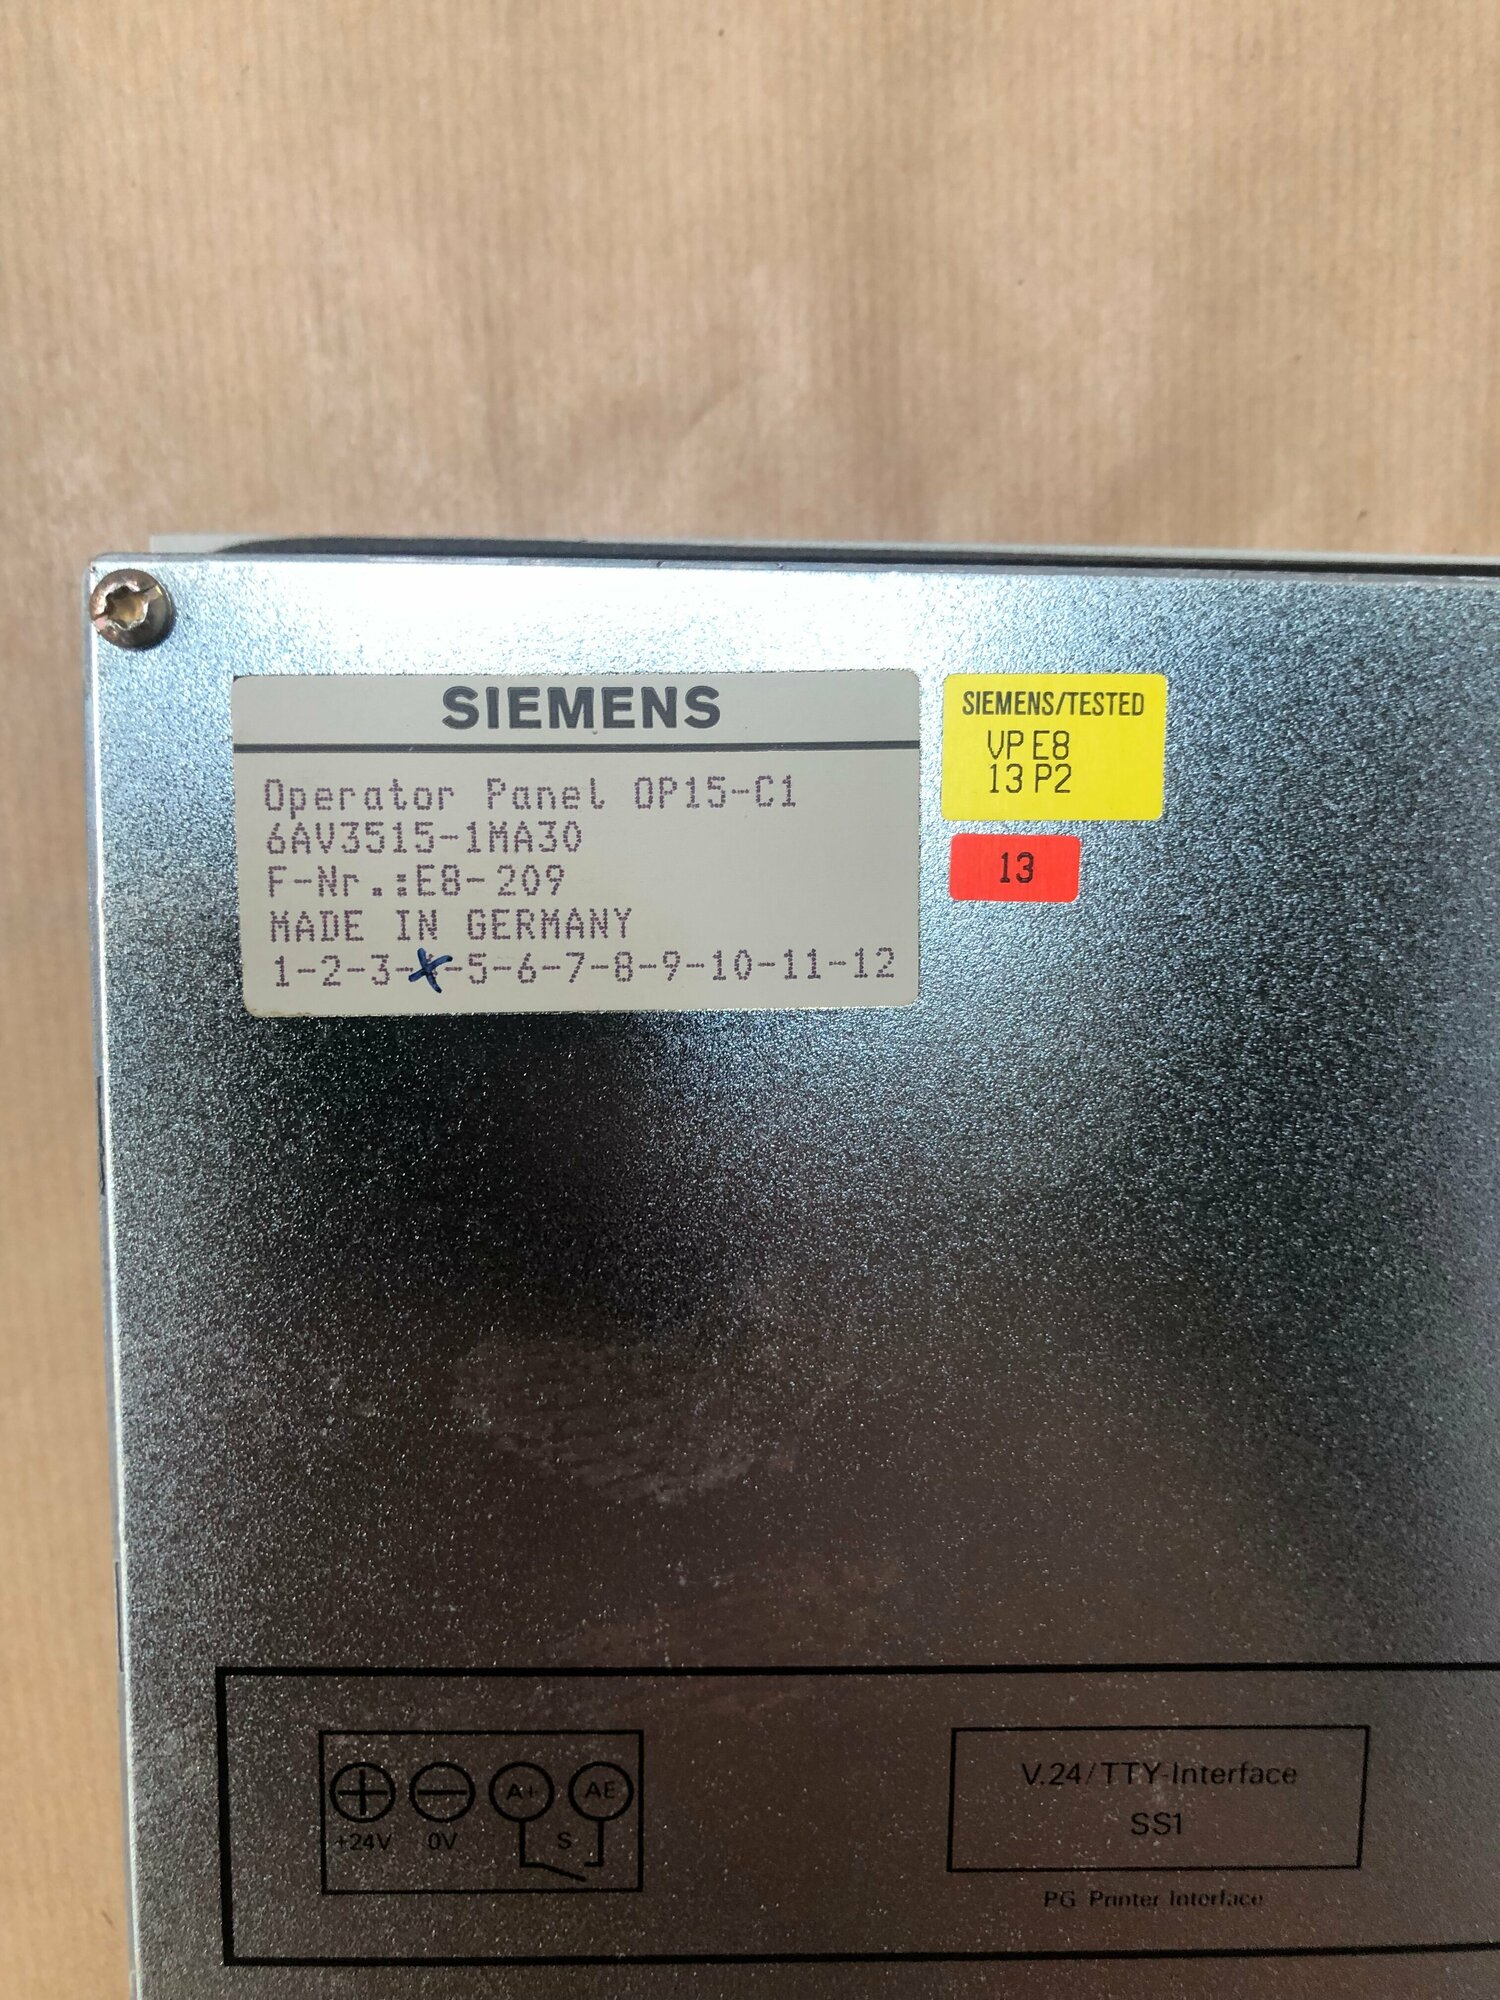 SIEMENS
Operator Panel OP15-C1
6AV3515-1MA30
F-Nr.:E8-209
MADE IN GERMANY
1-2-3-4-5-6-7-8-9-10-11-12
SIEMENS/TESTED
VP E8
13 P2
13
A+ AE
+24V 0V S
V.24/TTY-Interface
SS1
PG Printer Interface